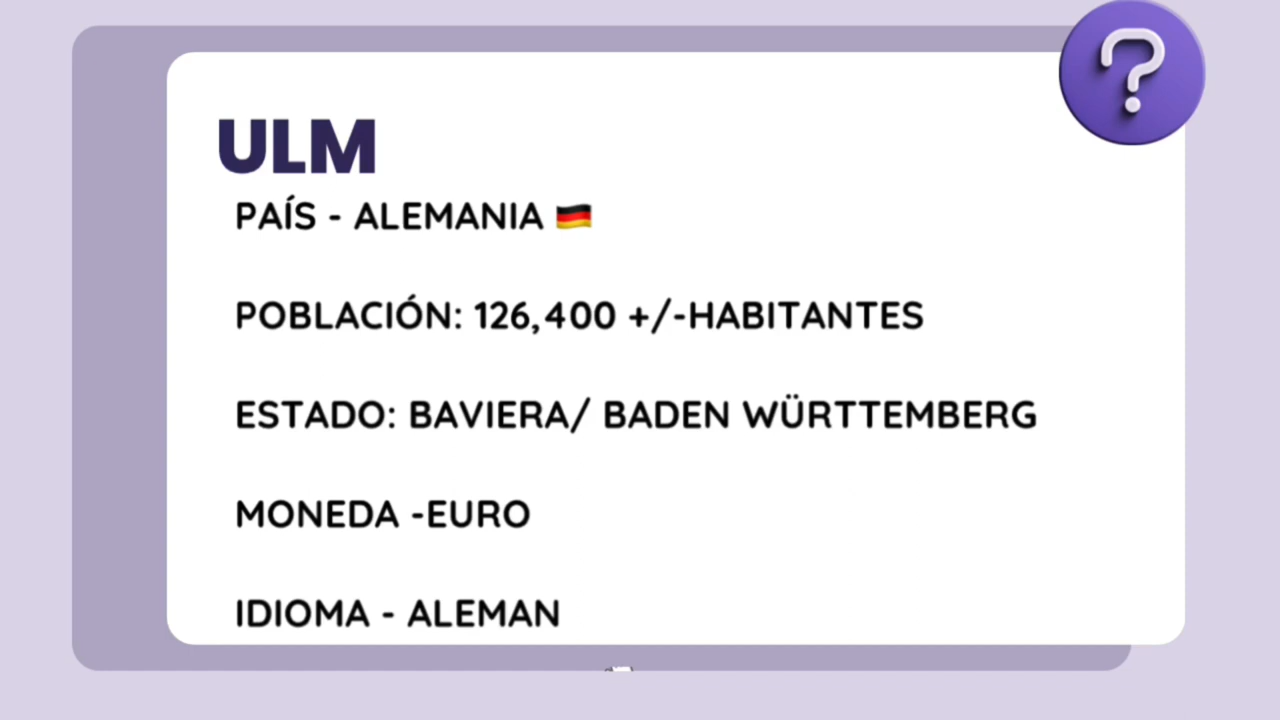 ULM
PAÍS - ALEMANIA 🇩🇪
POBLACIÓN: 126,400 +/-HABITANTES
ESTADO: BAVIERA/ BADEN WÜRTTEMBERG
MONEDA -EURO
IDIOMA - ALEMAN